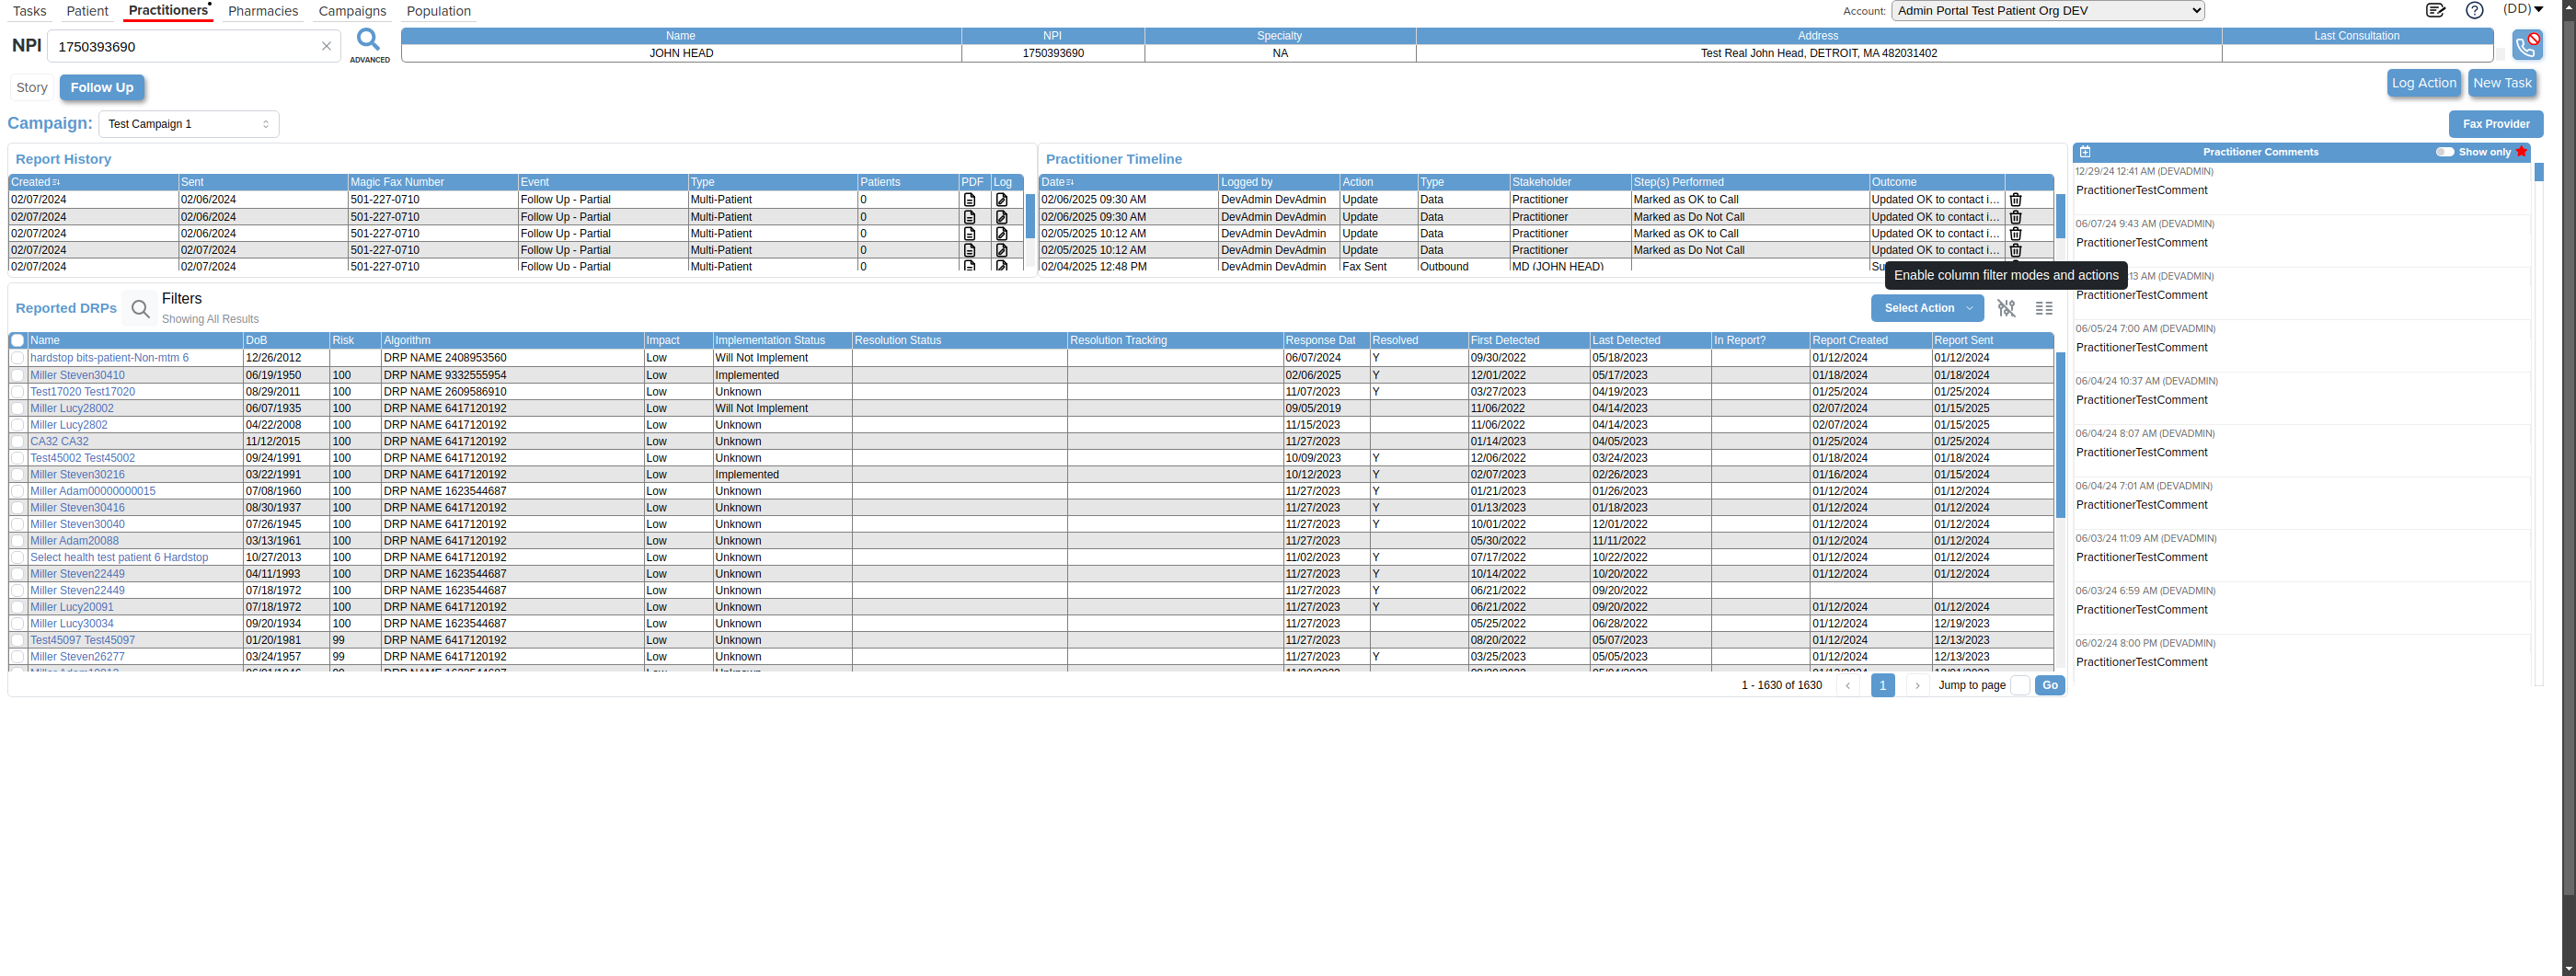 Tasks Patient Practitioners Pharmacies Campaigns Population Account: Admin Portal Test Patient Org DEV (DD)
NPI 1750393690 ADVANCED
Name NPI Specialty Address Last Consultation
JOHN HEAD 1750393690 NA Test Real John Head, DETROIT, MA 482031402
Story Follow Up Log Action New Task
Campaign: Test Campaign 1 Fax Provider
Report History
Created Sent Magic Fax Number Event Type Patients PDF Log
02/07/2024 02/06/2024 501-227-0710 Follow Up - Partial Multi-Patient 0
02/07/2024 02/06/2024 501-227-0710 Follow Up - Partial Multi-Patient 0
02/07/2024 02/06/2024 501-227-0710 Follow Up - Partial Multi-Patient 0
02/07/2024 02/07/2024 501-227-0710 Follow Up - Partial Multi-Patient 0
02/07/2024 02/07/2024 501-227-0710 Follow Up - Partial Multi-Patient 0
Practitioner Timeline
Date Logged by Action Type Stakeholder Step(s) Performed Outcome
02/06/2025 09:30 AM DevAdmin DevAdmin Update Data Practitioner Marked as OK to Call Updated OK to contact i...
02/06/2025 09:30 AM DevAdmin DevAdmin Update Data Practitioner Marked as Do Not Call Updated OK to contact i...
02/05/2025 10:12 AM DevAdmin DevAdmin Update Data Practitioner Marked as OK to Call Updated OK to contact i...
02/05/2025 10:12 AM DevAdmin DevAdmin Update Data Practitioner Marked as Do Not Call Updated OK to contact i...
02/04/2025 12:48 PM DevAdmin DevAdmin Fax Sent Outbound MD (JOHN HEAD)
Enable column filter modes and actions
Reported DRPs Filters
Showing All Results
Select Action
Name DoB Risk Algorithm Impact Implementation Status Resolution Status Resolution Tracking Response Dat Resolved First Detected Last Detected In Report? Report Created Report Sent
hardstop bits-patient-Non-mtm 6 12/26/2012 DRP NAME 2408953560 Low Will Not Implement 06/07/2024 Y 09/30/2022 05/18/2023 01/12/2024 01/12/2024
Miller Steven30410 06/19/1950 100 DRP NAME 9332555954 Low Implemented 02/06/2025 Y 12/01/2022 05/17/2023 01/18/2024 01/18/2024
Test17020 Test17020 08/29/2011 100 DRP NAME 2609586910 Low Unknown 11/07/2023 Y 03/27/2023 04/19/2023 01/25/2024 01/25/2024
Miller Lucy28002 06/07/1935 100 DRP NAME 6417120192 Low Will Not Implement 09/05/2019 11/06/2022 04/14/2023 02/07/2024 01/15/2025
Miller Lucy2802 04/22/2008 100 DRP NAME 6417120192 Low Unknown 11/15/2023 11/06/2022 04/14/2023 02/07/2024 01/15/2025
CA32 CA32 11/12/2015 100 DRP NAME 6417120192 Low Unknown 11/27/2023 01/14/2023 04/05/2023 01/25/2024 01/25/2024
Test45002 Test45002 09/24/1991 100 DRP NAME 6417120192 Low Unknown 10/09/2023 Y 12/06/2022 03/24/2023 01/18/2024 01/18/2024
Miller Steven30216 03/22/1991 100 DRP NAME 6417120192 Low Implemented 10/12/2023 Y 02/07/2023 02/26/2023 01/16/2024 01/15/2024
Miller Adam00000000015 07/08/1960 100 DRP NAME 1623544687 Low Unknown 11/27/2023 Y 01/21/2023 01/26/2023 01/12/2024 01/12/2024
Miller Steven30416 08/30/1937 100 DRP NAME 6417120192 Low Unknown 11/27/2023 Y 01/13/2023 01/18/2023 01/12/2024 01/12/2024
Miller Steven30040 07/26/1945 100 DRP NAME 6417120192 Low Unknown 11/27/2023 Y 10/01/2022 12/01/2022 01/12/2024 01/12/2024
Miller Adam20088 03/13/1961 100 DRP NAME 6417120192 Low Unknown 11/27/2023 05/30/2022 11/11/2022 01/12/2024 01/12/2024
Select health test patient 6 Hardstop 10/27/2013 100 DRP NAME 6417120192 Low Unknown 11/02/2023 Y 07/17/2022 10/22/2022 01/12/2024 01/12/2024
Miller Steven22449 04/11/1993 100 DRP NAME 1623544687 Low Unknown 11/27/2023 Y 10/14/2022 10/20/2022 01/12/2024 01/12/2024
Miller Steven22449 07/18/1972 100 DRP NAME 1623544687 Low Unknown 11/27/2023 Y 06/21/2022 09/20/2022
Miller Lucy20091 07/18/1972 100 DRP NAME 6417120192 Low Unknown 11/27/2023 Y 06/21/2022 09/20/2022 01/12/2024 01/12/2024
Miller Lucy30034 09/20/1934 100 DRP NAME 1623544687 Low Unknown 11/27/2023 05/25/2022 06/28/2022 01/12/2024 12/19/2023
Test45097 Test45097 01/20/1981 99 DRP NAME 6417120192 Low Unknown 11/27/2023 08/20/2022 05/07/2023 01/12/2024 12/13/2023
Miller Steven26277 03/24/1957 99 DRP NAME 6417120192 Low Unknown 11/27/2023 Y 03/25/2023 05/05/2023 01/12/2024 12/13/2023
1 - 1630 of 1630 1 Jump to page Go
Practitioner Comments Show only
12/29/24 12:41 AM (DEVADMIN)
PractitionerTestComment
06/07/24 9:43 AM (DEVADMIN)
PractitionerTestComment
13 AM (DEVADMIN)
PractitionerTestComment
06/05/24 7:00 AM (DEVADMIN)
PractitionerTestComment
06/04/24 10:37 AM (DEVADMIN)
PractitionerTestComment
06/04/24 8:07 AM (DEVADMIN)
PractitionerTestComment
06/04/24 7:01 AM (DEVADMIN)
PractitionerTestComment
06/03/24 11:09 AM (DEVADMIN)
PractitionerTestComment
06/03/24 6:59 AM (DEVADMIN)
PractitionerTestComment
06/02/24 8:00 PM (DEVADMIN)
PractitionerTestComment